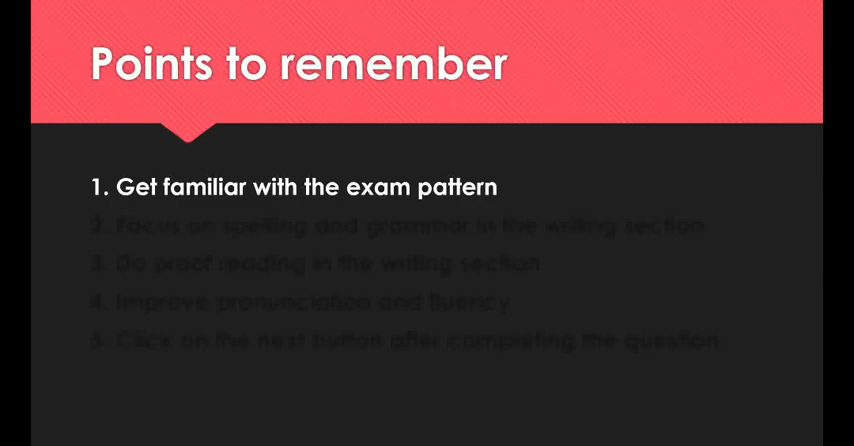 Points to remember
1. Get familiar with the exam pattern
2. Focus on spelling and grammar in the writing section
3. Do proof reading in the writing section
4. Improve pronunciation and fluency
5. Click on the next button after completing the question